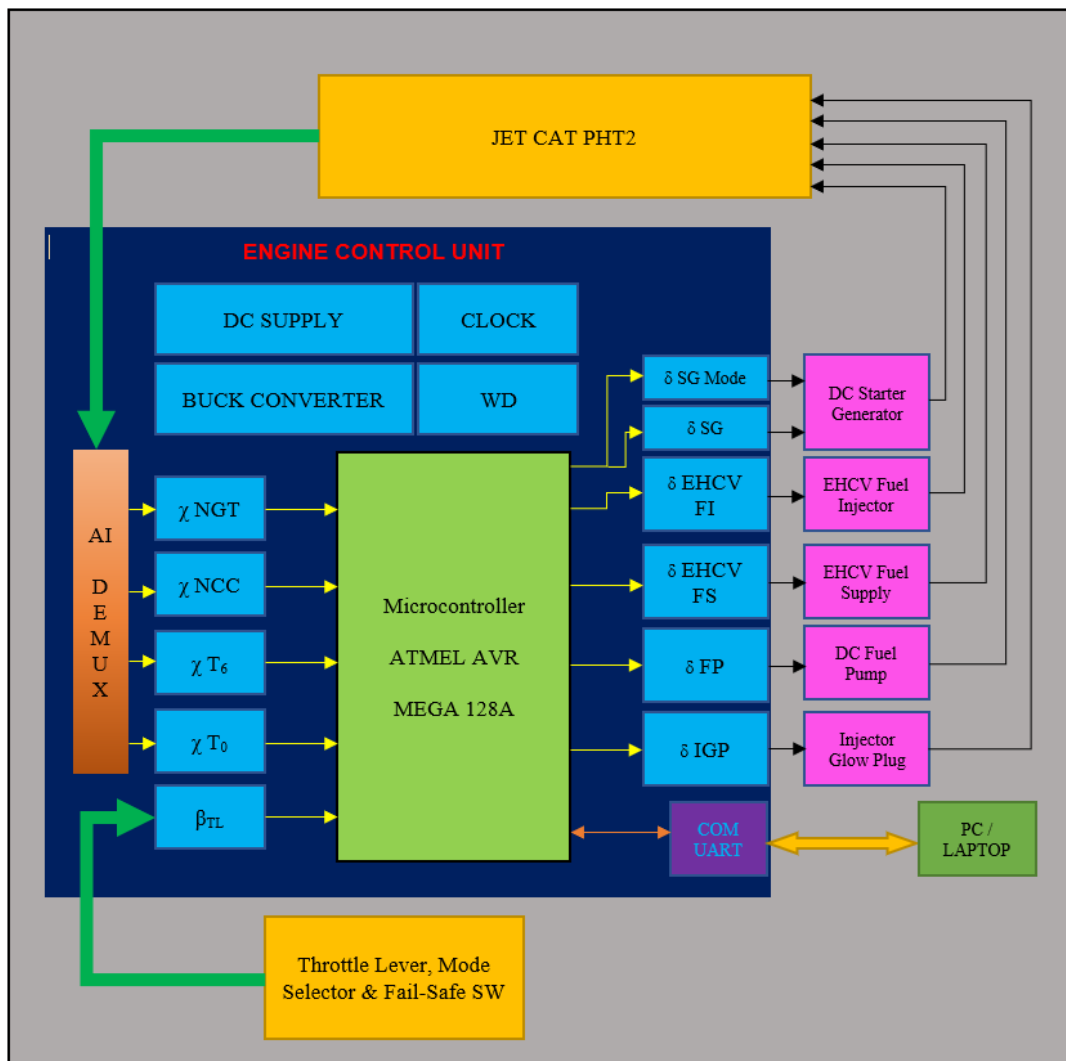 JET CAT PHT2
ENGINE CONTROL UNIT
DC SUPPLY
CLOCK
BUCK CONVERTER
WD
AI
D
E
M
U
X
χ NGT
χ NCC
χ T₆
χ T₀
βTL
Microcontroller
ATMEL AVR
MEGA 128A
δ SG Mode
δ SG
δ EHCV
FI
δ EHCV
FS
δ FP
δ IGP
COM
UART
DC Starter
Generator
EHCV Fuel
Injector
EHCV Fuel
Supply
DC Fuel
Pump
Injector
Glow Plug
PC /
LAPTOP
Throttle Lever, Mode
Selector & Fail-Safe SW